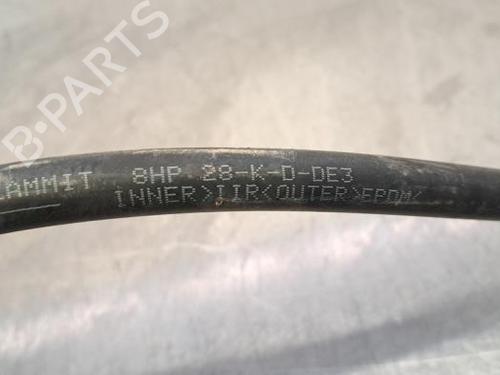 B-PARTS
AMMIT 8HP 28-K-D-DE3
INNER>IIR<OUTER>EPDM<